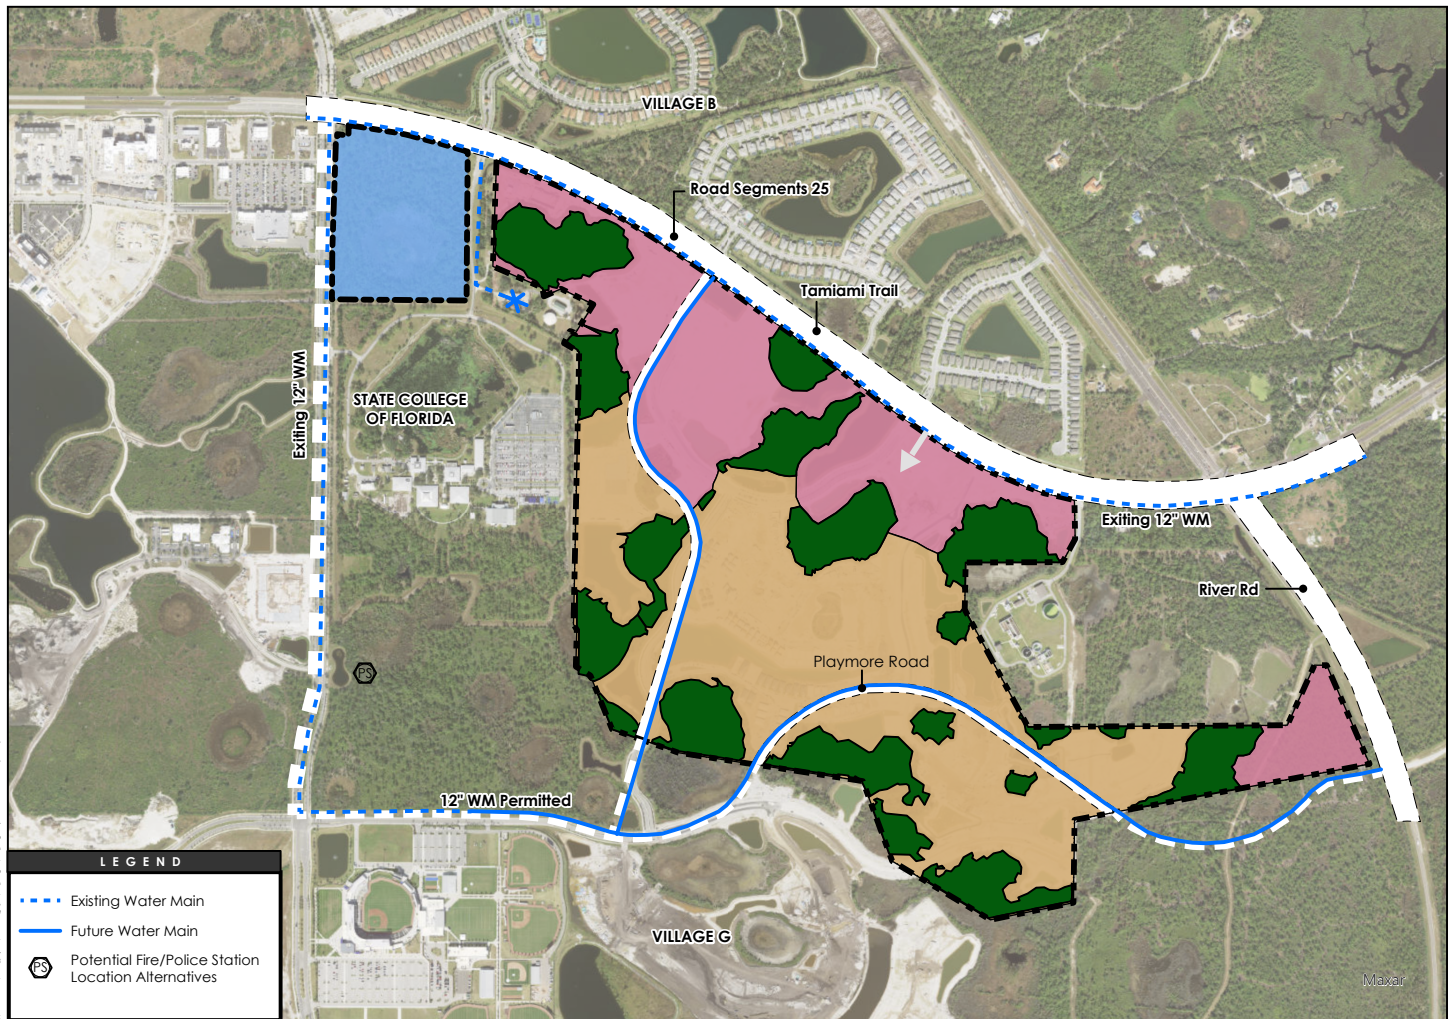 VILLAGE B
Road Segments 25
Tamiami Trail
Exiting 12" WM
STATE COLLEGE
OF FLORIDA
Exiting 12" WM
River Rd
Playmore Road
PS
12" WM Permitted
VILLAGE G
Maxar
LEGEND
Existing Water Main
Future Water Main
PS
Potential Fire/Police Station
Location Alternatives